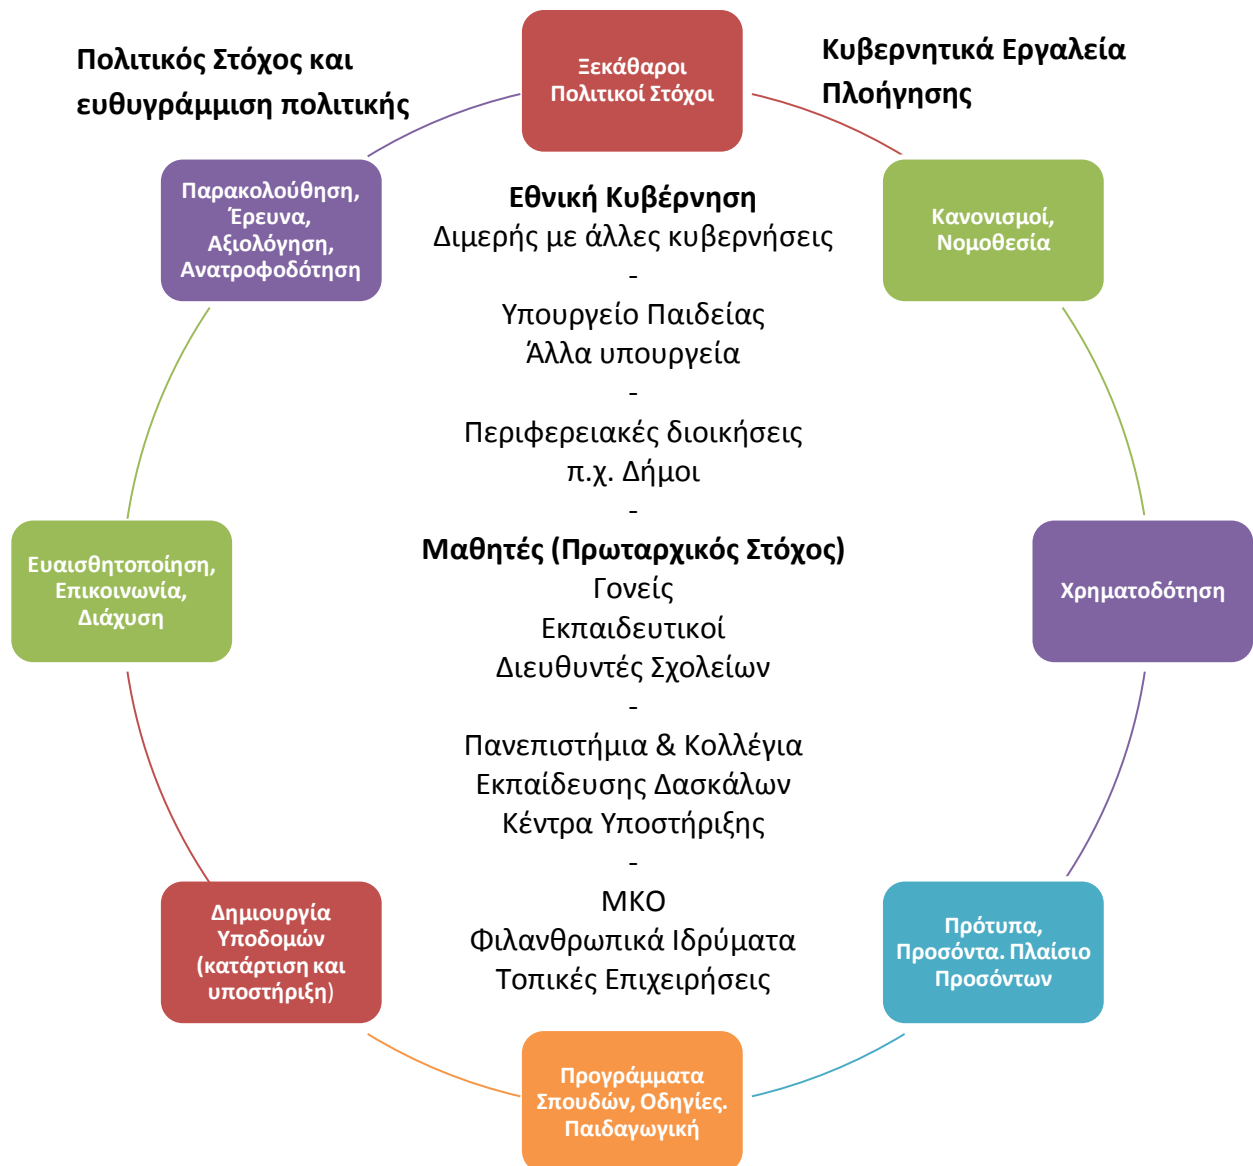 Πολιτικός Στόχος και
ευθυγράμμιση πολιτικής
Κυβερνητικά Εργαλεία
Πλοήγησης
Ξεκάθαροι
Πολιτικοί Στόχοι
Κανονισμοί,
Νομοθεσία
Χρηματοδότηση
Πρότυπα,
Προσόντα. Πλαίσιο
Προσόντων
Προγράμματα
Σπουδών, Οδηγίες.
Παιδαγωγική
Δημιουργία
Υποδομών
(κατάρτιση και
υποστήριξη)
Ευαισθητοποίηση,
Επικοινωνία,
Διάχυση
Παρακολούθηση,
Έρευνα,
Αξιολόγηση,
Ανατροφοδότηση
Εθνική Κυβέρνηση
Διμερής με άλλες κυβερνήσεις
-
Υπουργείο Παιδείας
Άλλα υπουργεία
-
Περιφερειακές διοικήσεις
π.χ. Δήμοι
-
Μαθητές (Πρωταρχικός Στόχος)
Γονείς
Εκπαιδευτικοί
Διευθυντές Σχολείων
-
Πανεπιστήμια & Κολλέγια
Εκπαίδευσης Δασκάλων
Κέντρα Υποστήριξης
-
ΜΚΟ
Φιλανθρωπικά Ιδρύματα
Τοπικές Επιχειρήσεις